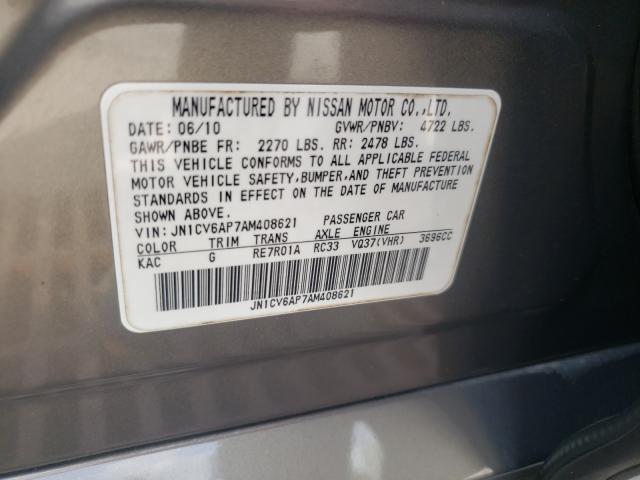 MANUFACTURED BY NISSAN MOTOR CO.,LTD.
DATE: 06/10 GVWR/PNBV: 4722 LBS.
GAWR/PNBE FR: 2270 LBS. RR: 2478 LBS.
THIS VEHICLE CONFORMS TO ALL APPLICABLE FEDERAL
MOTOR VEHICLE SAFETY,BUMPER,AND THEFT PREVENTION
STANDARDS IN EFFECT ON THE DATE OF MANUFACTURE
SHOWN ABOVE.
VIN: JN1CV6AP7AM408621 PASSENGER CAR
COLOR TRIM TRANS AXLE ENGINE
KAC G RE7R01A RC33 VQ37(VHR) 3696CC
JN1CV6AP7AM408621